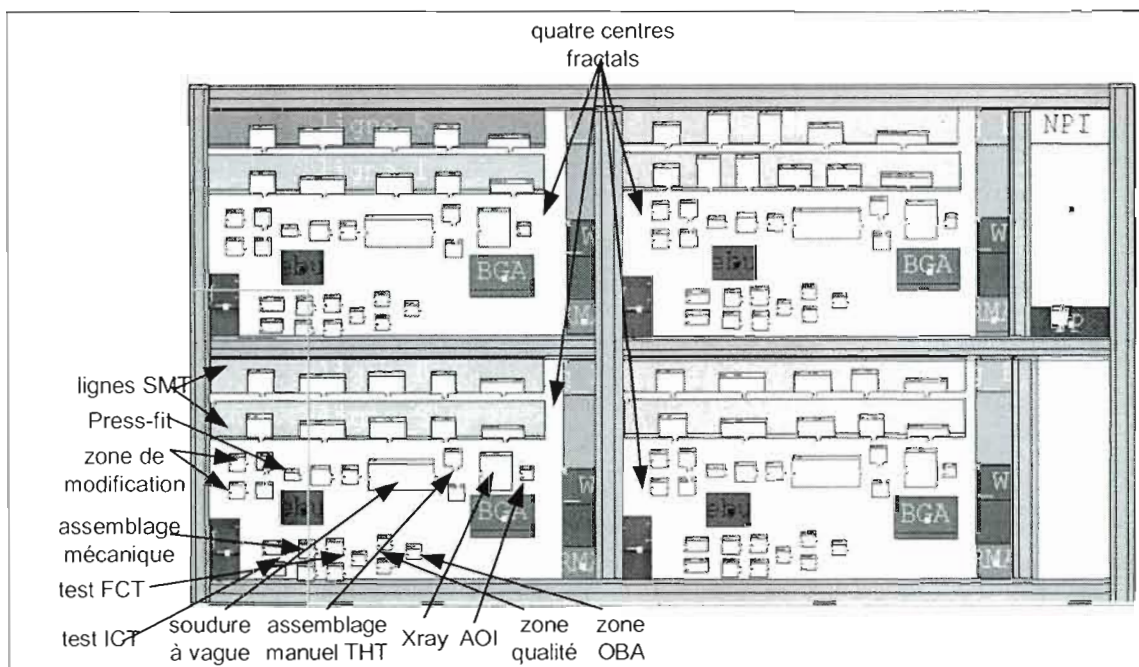 quatre centres
fractals
NPI
BGA
BGA
lignes SMT
Press-fit
zone de
modification
BGA
BGA
assemblage
mécanique
test FCT
test ICT
soudure
à vague
assemblage
manuel THT
Xray
AOI
zone
qualité
zone
OBA